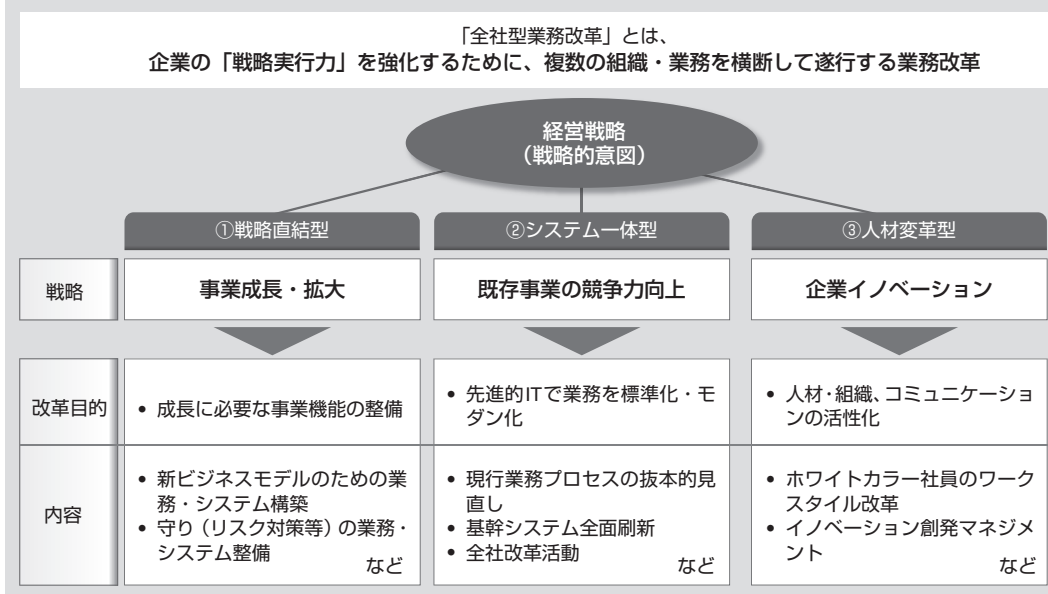 「全社型業務改革」とは、
企業の「戦略実行力」を強化するために、複数の組織・業務を横断して遂行する業務改革
経営戦略
（戦略的意図）
①戦略直結型
②システム一体型
③人材変革型
戦略
事業成長・拡大
既存事業の競争力向上
企業イノベーション
改革目的
• 成長に必要な事業機能の整備
• 先進的ITで業務を標準化・モ
ダン化
• 人材・組織、コミュニケーショ
ンの活性化
内容
• 新ビジネスモデルのための業
務・システム構築
• 守り（リスク対策等）の業務・
システム整備
など
• 現行業務プロセスの抜本的見
直し
• 基幹システム全面刷新
• 全社改革活動
など
• ホワイトカラー社員のワーク
スタイル改革
• イノベーション創発マネジメ
ント
など